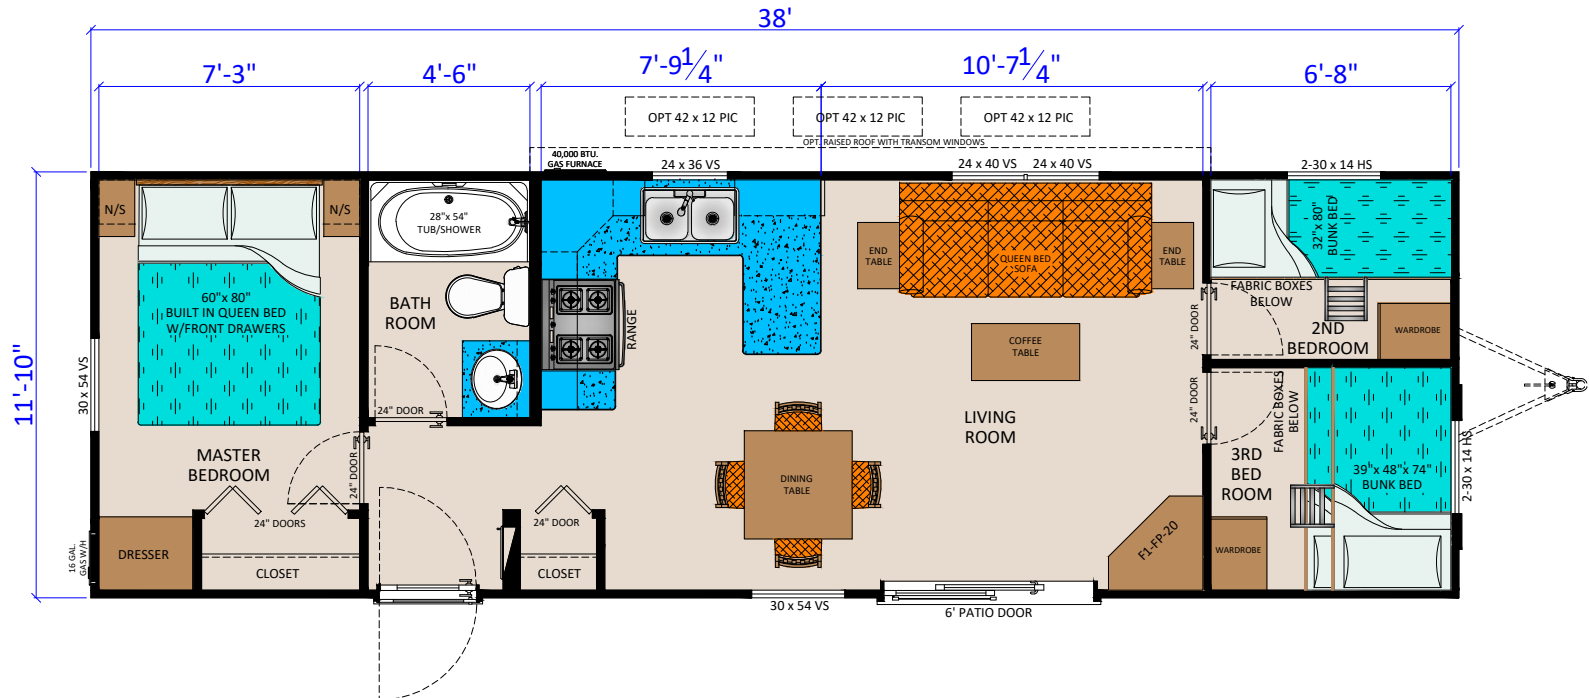 38'
7'-3"
4'-6"
7'-9 1/4"
10'-7 1/4"
6'-8"
OPT 42 x 12 PIC
OPT 42 x 12 PIC
OPT 42 x 12 PIC
OPT. RAISED ROOF WITH TRANSOM WINDOWS
40,000 BTU.
GAS FURNACE
24 x 36 VS
24 x 40 VS
24 x 40 VS
2-30 x 14 HS
11'-10"
N/S
N/S
60"x 80"
BUILT IN QUEEN BED
W/FRONT DRAWERS
30 x 54 VS
MASTER
BEDROOM
24" DOOR
24" DOORS
DRESSER
CLOSET
16 GAL.
GAS W/H
28"x 54"
TUB/SHOWER
BATH
ROOM
24" DOOR
RANGE
24" DOOR
CLOSET
END
TABLE
QUEEN BED
SOFA
END
TABLE
COFFEE
TABLE
LIVING
ROOM
DINING
TABLE
30 x 54 VS
6' PATIO DOOR
F1-FP-20
32"x 80"
BUNK BED
FABRIC BOXES
BELOW
24" DOOR
2ND
BEDROOM
WARDROBE
24" DOOR
FABRIC BOXES
BELOW
3RD
BED
ROOM
39"x 48"x 74"
BUNK BED
WARDROBE
2-30 x 14 HS